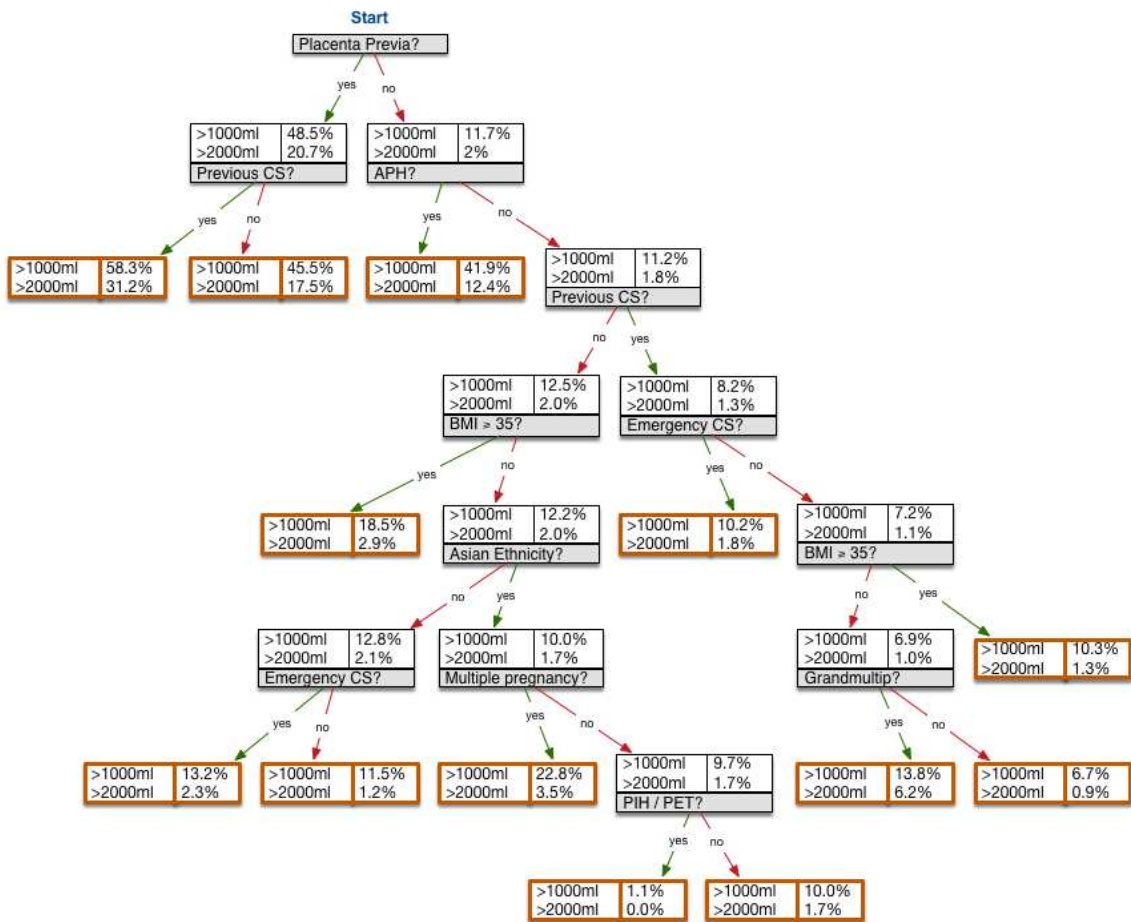 Start
Placenta Previa?
yes
no
>1000ml 48.5%
>2000ml 20.7%
Previous CS?
>1000ml 11.7%
>2000ml 2%
APH?
yes
no
yes
no
>1000ml 58.3%
>2000ml 31.2%
>1000ml 45.5%
>2000ml 17.5%
>1000ml 41.9%
>2000ml 12.4%
>1000ml 11.2%
>2000ml 1.8%
Previous CS?
no
yes
>1000ml 12.5%
>2000ml 2.0%
BMI ≥ 35?
>1000ml 8.2%
>2000ml 1.3%
Emergency CS?
yes
no
yes
no
>1000ml 18.5%
>2000ml 2.9%
>1000ml 12.2%
>2000ml 2.0%
Asian Ethnicity?
>1000ml 10.2%
>2000ml 1.8%
>1000ml 7.2%
>2000ml 1.1%
BMI ≥ 35?
no
yes
no
yes
>1000ml 12.8%
>2000ml 2.1%
Emergency CS?
>1000ml 10.0%
>2000ml 1.7%
Multiple pregnancy?
>1000ml 6.9%
>2000ml 1.0%
Grandmultip?
>1000ml 10.3%
>2000ml 1.3%
yes
no
yes
no
yes
no
>1000ml 13.2%
>2000ml 2.3%
>1000ml 11.5%
>2000ml 1.2%
>1000ml 22.8%
>2000ml 3.5%
>1000ml 9.7%
>2000ml 1.7%
PIH / PET?
>1000ml 13.8%
>2000ml 6.2%
>1000ml 6.7%
>2000ml 0.9%
yes
no
>1000ml 1.1%
>2000ml 0.0%
>1000ml 10.0%
>2000ml 1.7%